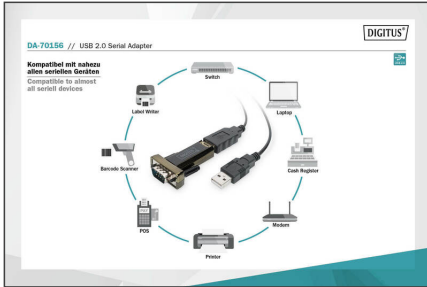 DIGITUS®
DA-70156 // USB 2.0 Serial Adapter
Kompatibel mit nahezu
allen seriellen Geräten
Compatible to almost
all seriell devices
Switch
Label Writer
Laptop
Barcode Scanner
Cash Register
POS
Modem
Printer